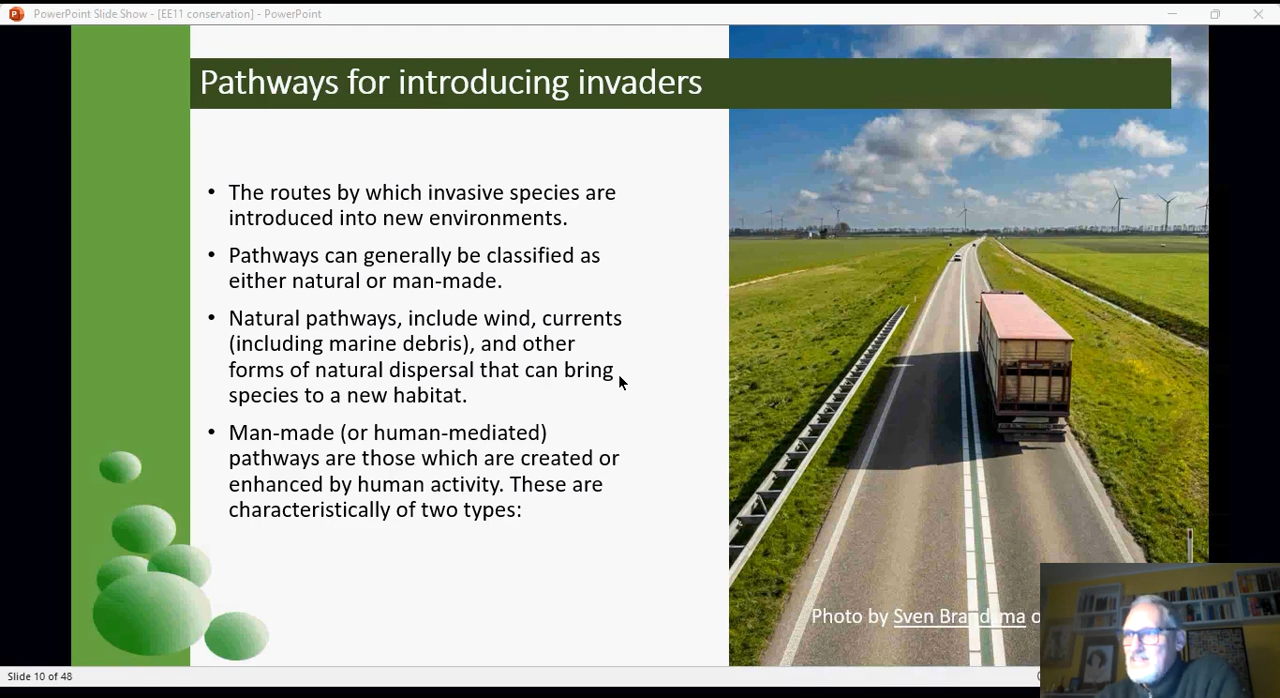 PowerPoint Slide Show - [EE11 conservation] - PowerPoint
Pathways for introducing invaders
• The routes by which invasive species are
introduced into new environments.
• Pathways can generally be classified as
either natural or man-made.
• Natural pathways, include wind, currents
(including marine debris), and other
forms of natural dispersal that can bring
species to a new habitat.
• Man-made (or human-mediated)
pathways are those which are created or
enhanced by human activity. These are
characteristically of two types:
Photo by Sven Brandsma
Slide 10 of 48